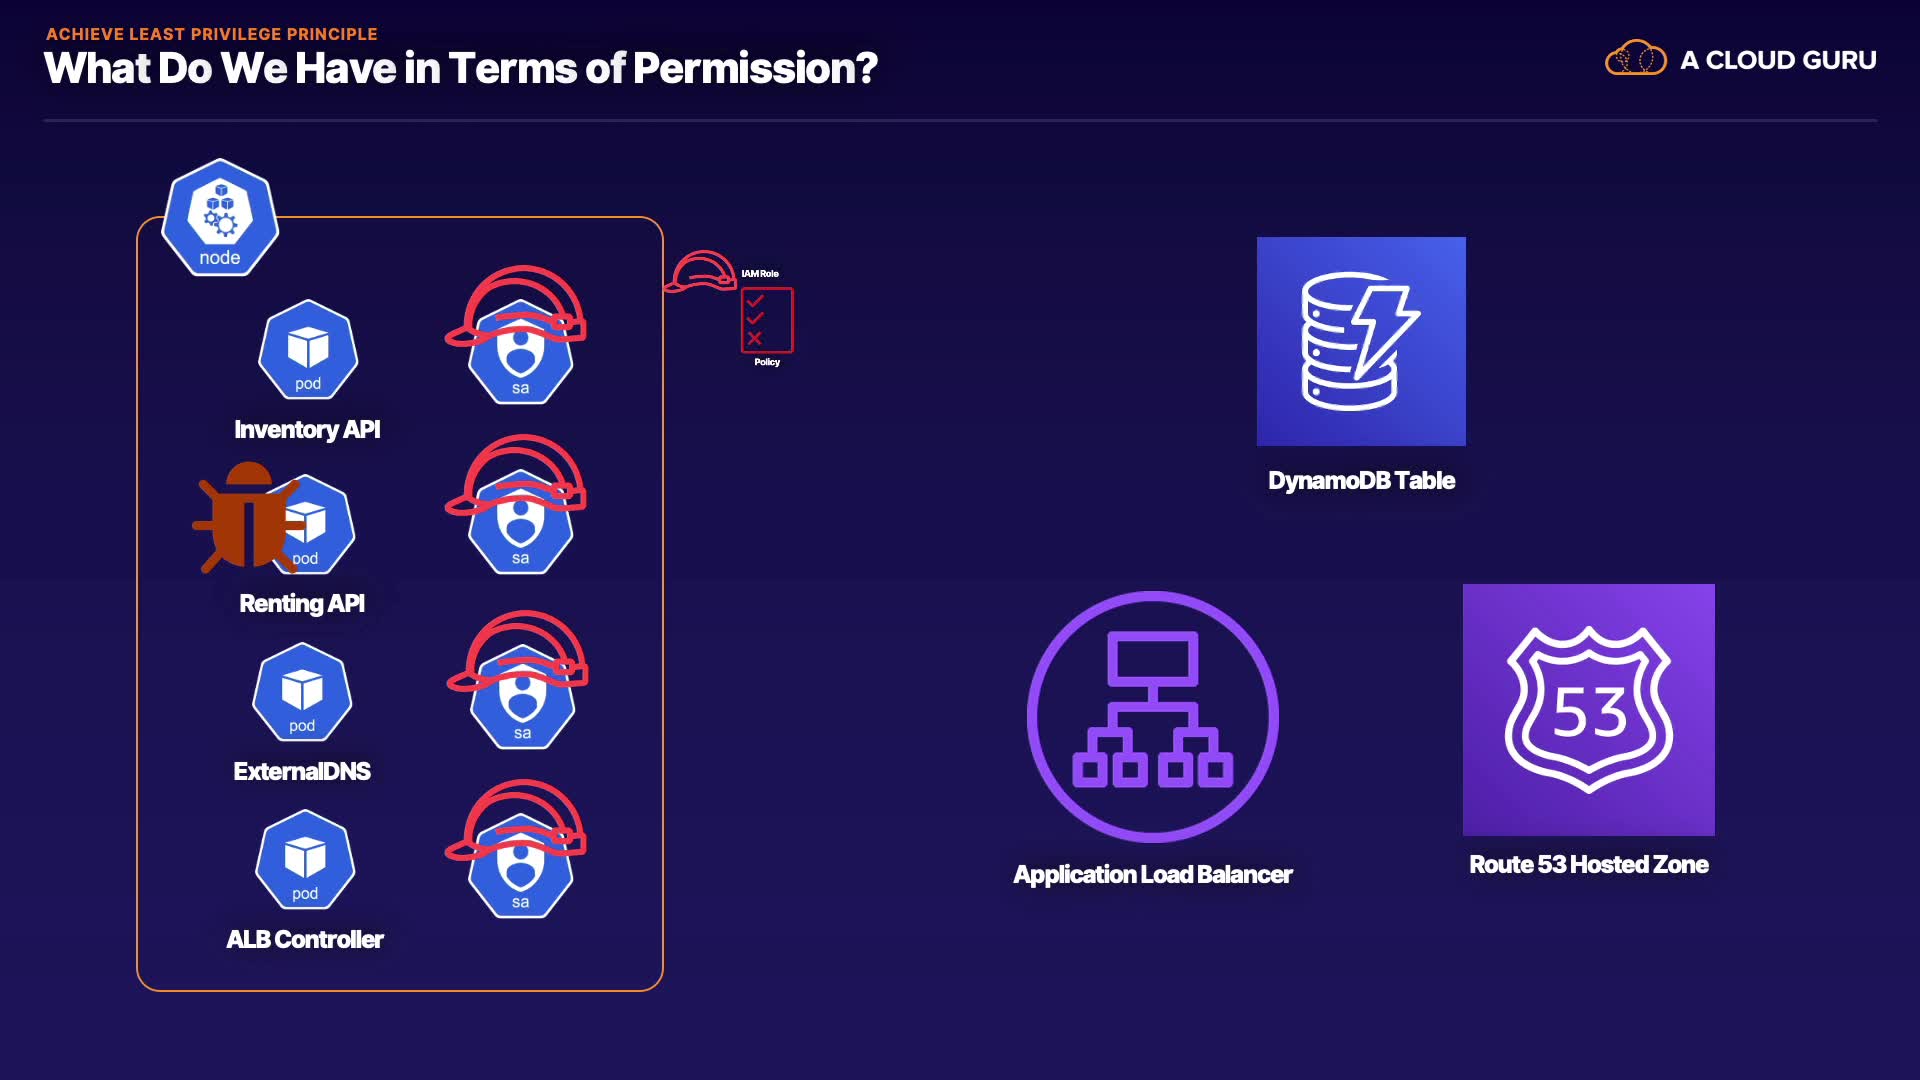 ACHIEVE LEAST PRIVILEGE PRINCIPLE
What Do We Have in Terms of Permission?
A CLOUD GURU
node
IAM Role
Policy
pod
sa
Inventory API
pod
sa
Renting API
pod
sa
ExternalDNS
pod
sa
ALB Controller
DynamoDB Table
53
Application Load Balancer
Route 53 Hosted Zone